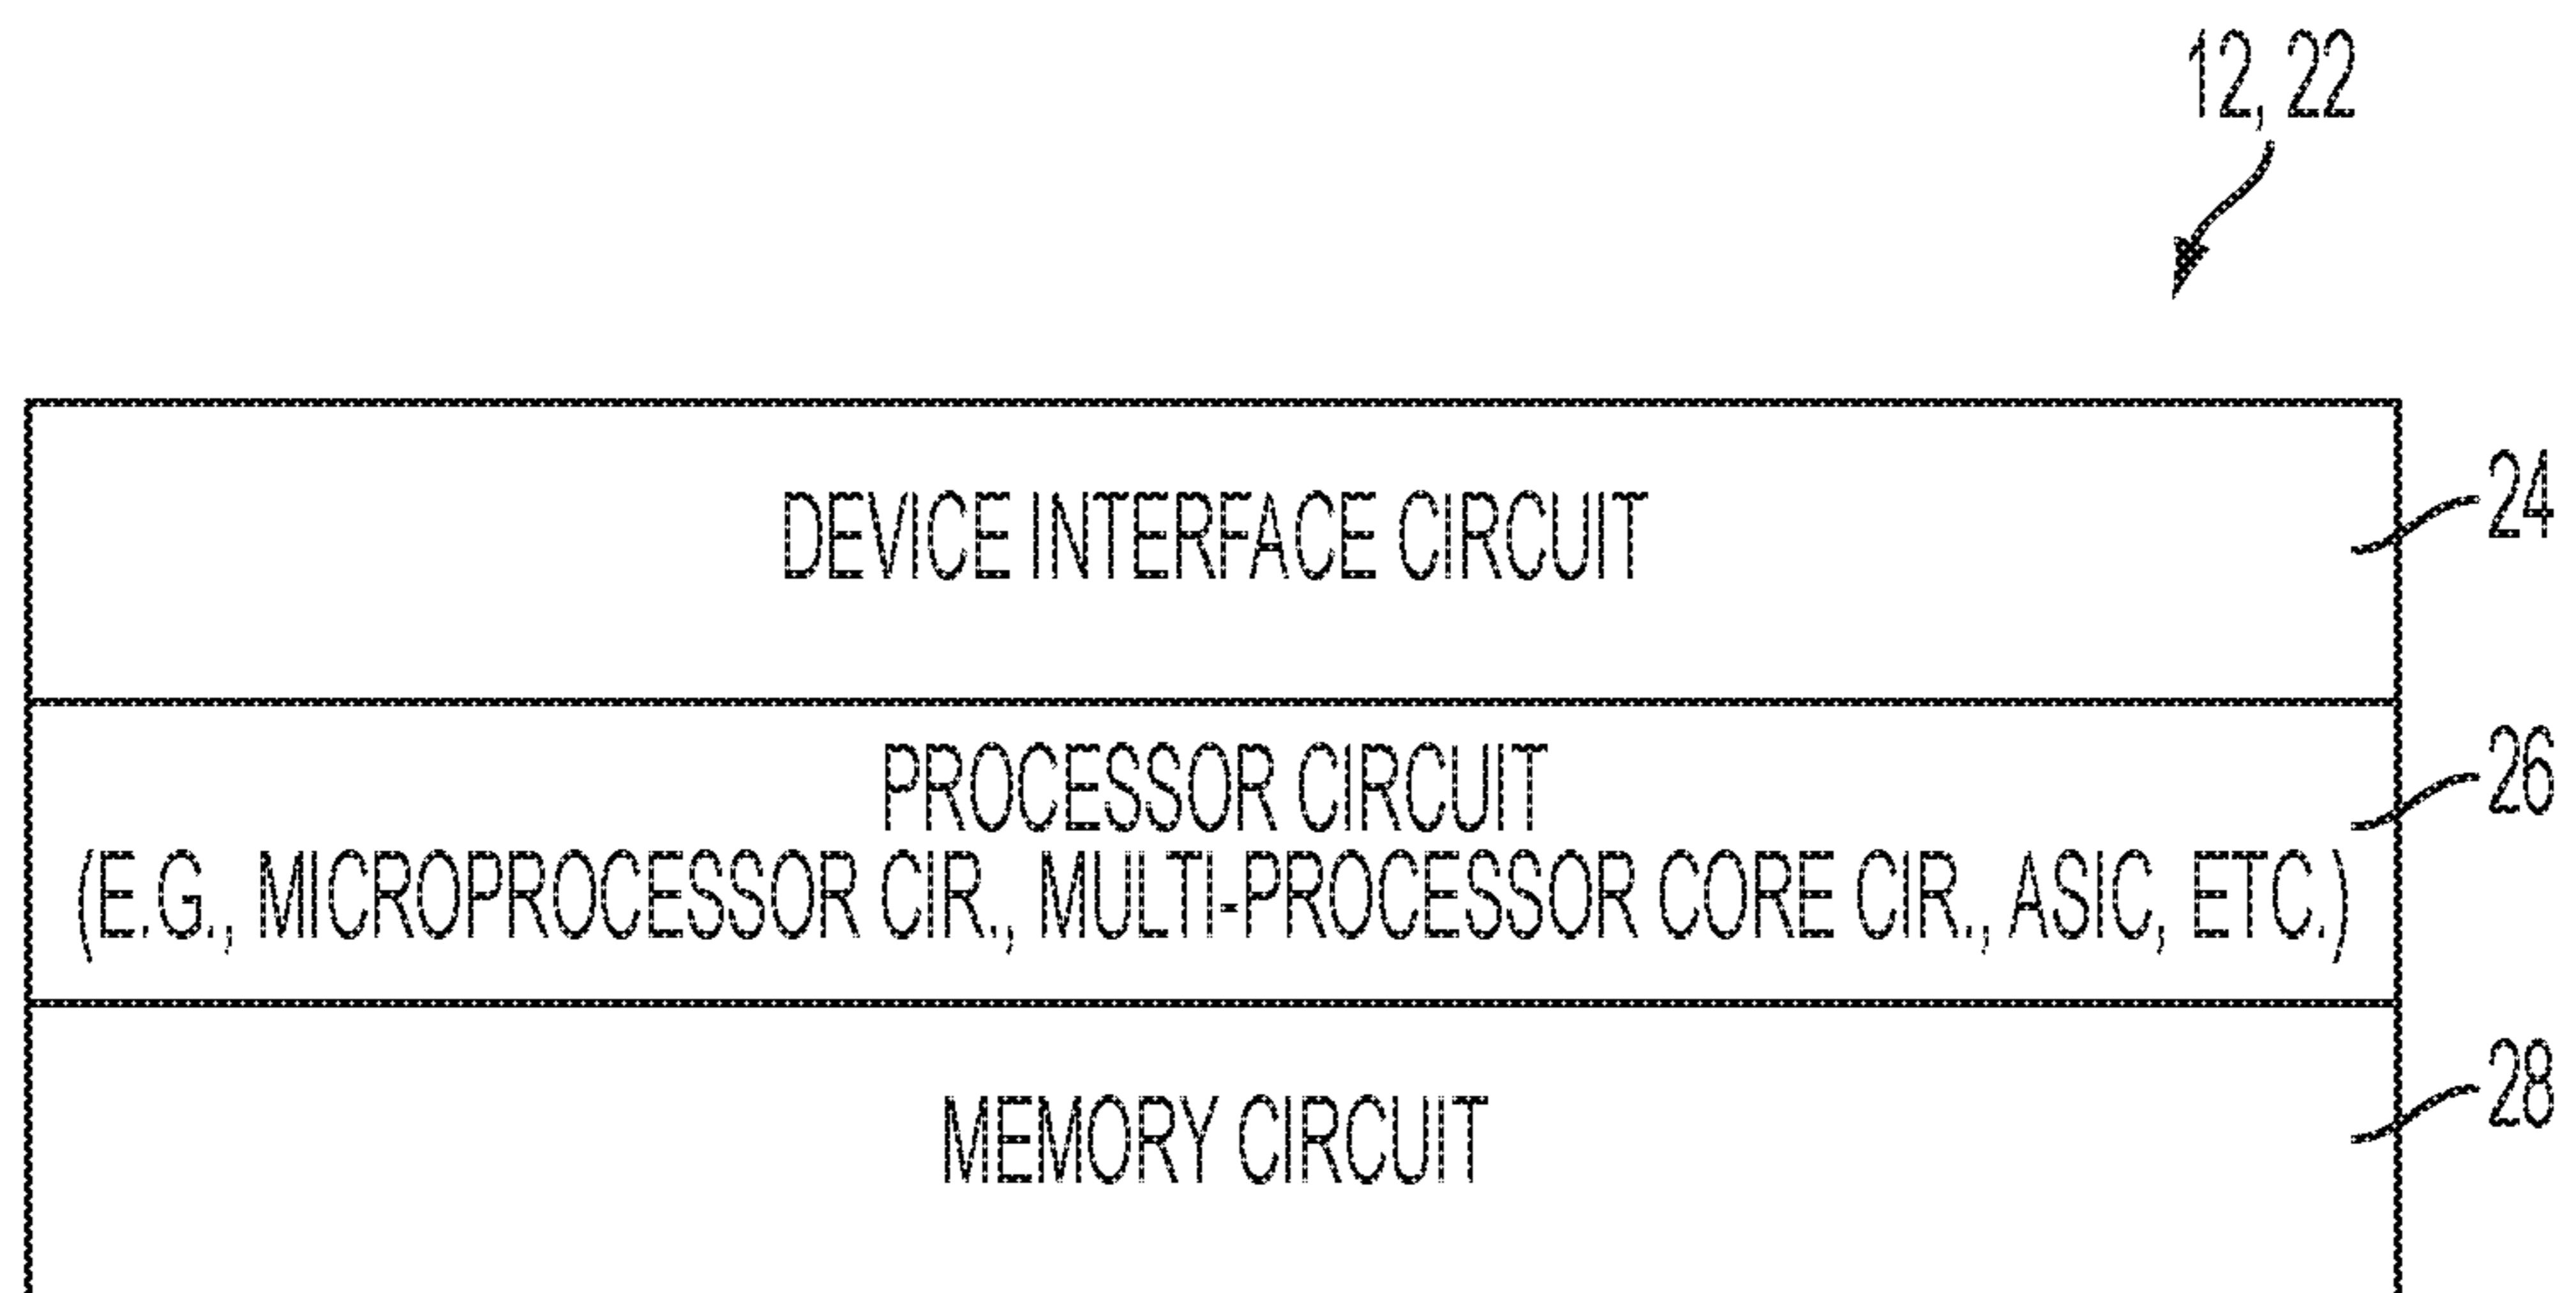 12, 22
DEVICE INTERFACE CIRCUIT
24
PROCESSOR CIRCUIT
(E.G., MICROPROCESSOR CIR., MULTI-PROCESSOR CORE CIR., ASIC, ETC.)
26
MEMORY CIRCUIT
28